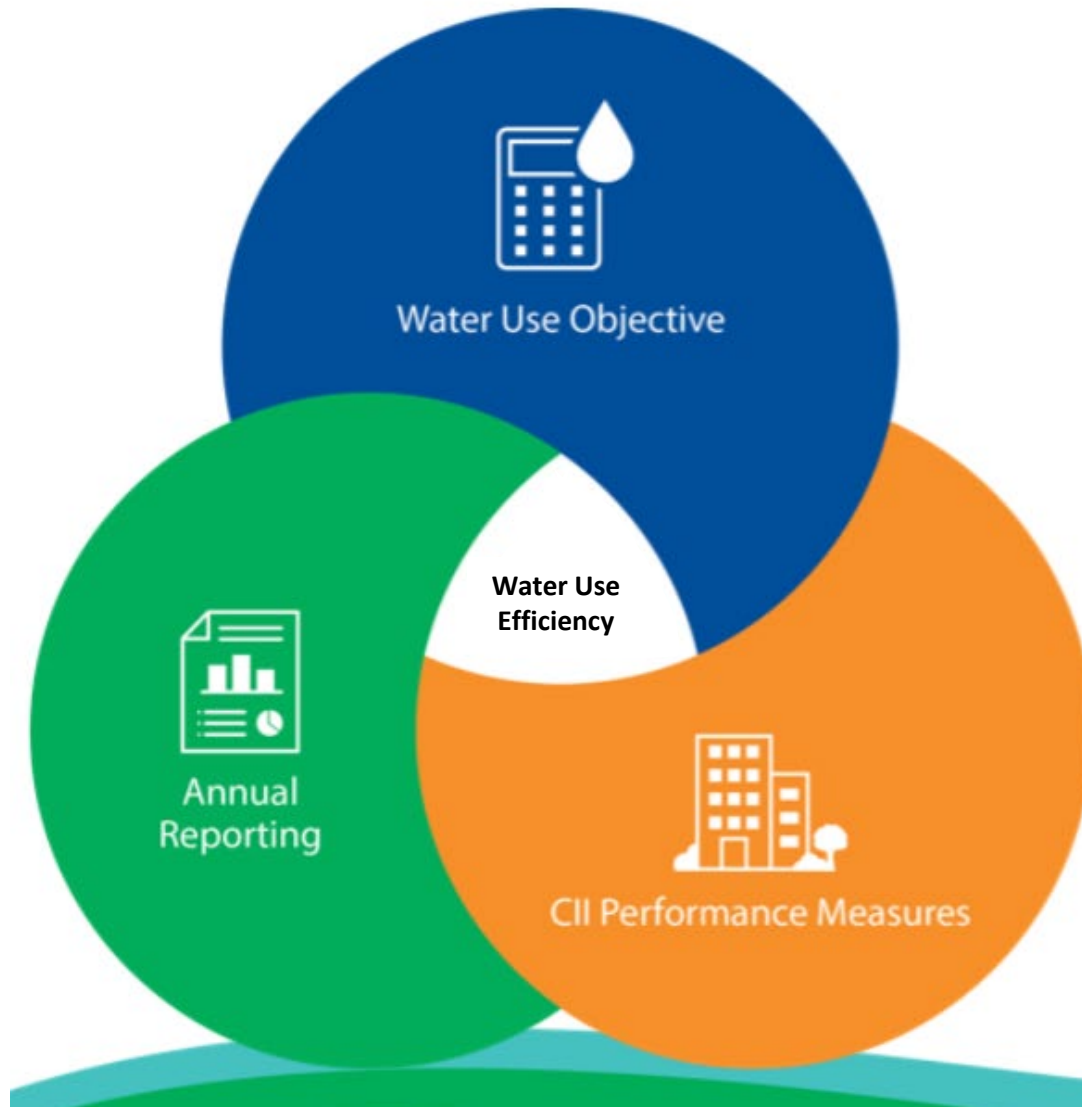 Water Use Objective
Water Use
Efficiency
Annual
Reporting
CII Performance Measures